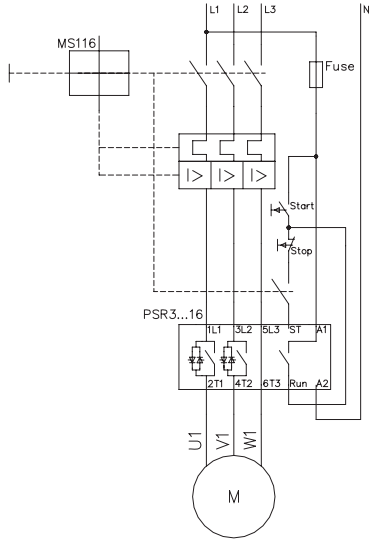 L1 L2 L3 N
MS116
Fuse
I> I> I>
Start
Stop
PSR3...16
1L1 3L2 5L3 ST A1
2T1 4T2 6T3 Run A2
U1 V1 W1
M